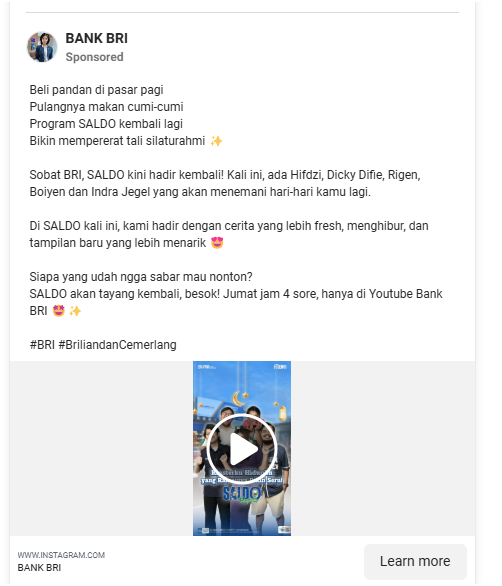 BANK BRI
Sponsored
Beli pandan di pasar pagi
Pulangnya makan cumi-cumi
Program SALDO kembali lagi
Bikin mempererat tali silaturahmi ✨
Sobat BRI, SALDO kini hadir kembali! Kali ini, ada Hifdzi, Dicky Difie, Rigen,
Boiyen dan Indra Jegel yang akan menemani hari-hari kamu lagi.
Di SALDO kali ini, kami hadir dengan cerita yang lebih fresh, menghibur, dan
tampilan baru yang lebih menarik 🤩
Siapa yang udah ngga sabar mau nonton?
SALDO akan tayang kembali, besok! Jumat jam 4 sore, hanya di Youtube Bank
BRI 🤩 ✨
#BRI #BriliandanCemerlang
SALDO
WWW.INSTAGRAM.COM
BANK BRI
Learn more